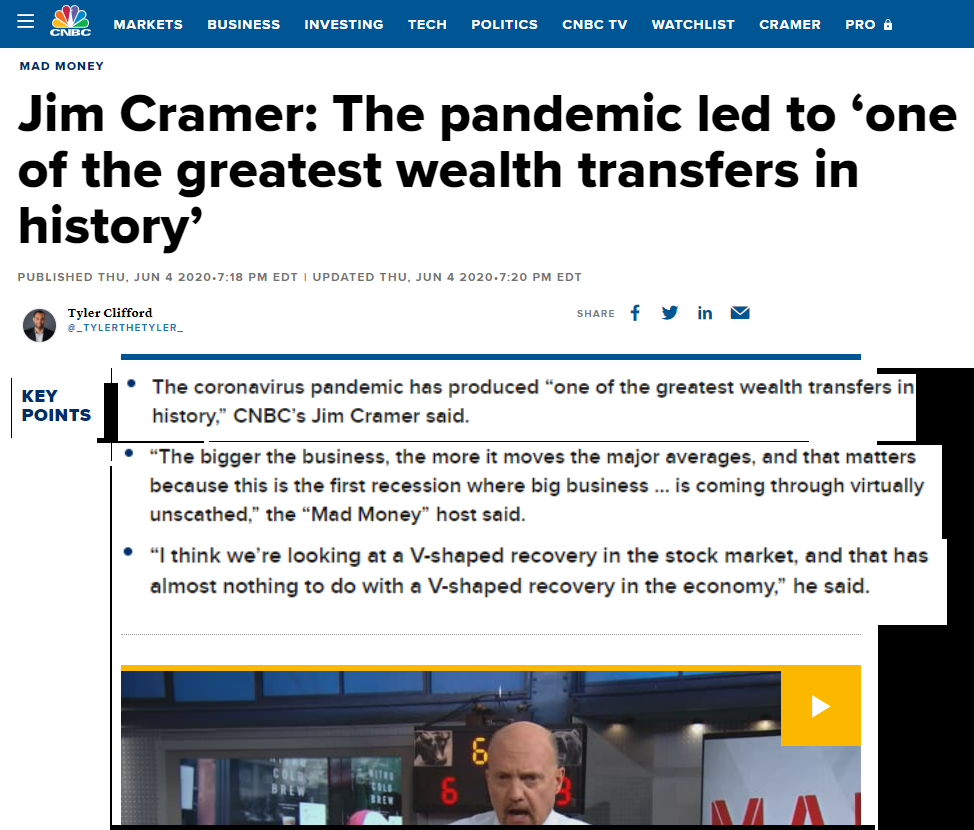 CNBC MARKETS BUSINESS INVESTING TECH POLITICS CNBC TV WATCHLIST CRAMER PRO
MAD MONEY
Jim Cramer: The pandemic led to ‘one
of the greatest wealth transfers in
history’
PUBLISHED THU, JUN 4 2020•7:18 PM EDT | UPDATED THU, JUN 4 2020•7:20 PM EDT
Tyler Clifford
@_TYLERTHETYLER_
SHARE
KEY
POINTS
• The coronavirus pandemic has produced “one of the greatest wealth transfers in
history,” CNBC’s Jim Cramer said.
• “The bigger the business, the more it moves the major averages, and that matters
because this is the first recession where big business ... is coming through virtually
unscathed,” the “Mad Money” host said.
• “I think we’re looking at a V-shaped recovery in the stock market, and that has
almost nothing to do with a V-shaped recovery in the economy,” he said.
6
6 3
COLD
BREW
NITRO
COLD
BREW
MA